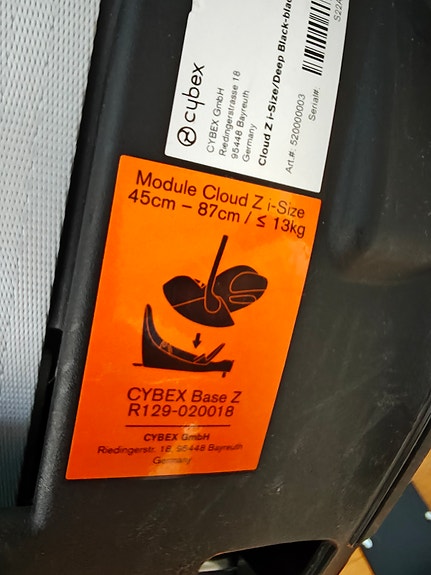 cybex
CYBEX GmbH
Riedingerstrasse 18
95448 Bayreuth
Germany
Cloud Z i-Size/Deep Black-blac
Art.#: 520000003
Serial#:
Module Cloud Z i-Size
45cm – 87cm / ≤ 13kg
CYBEX Base Z
R129-020018
CYBEX GmbH
Riedingerstr. 18, 95448 Bayreuth
Germany